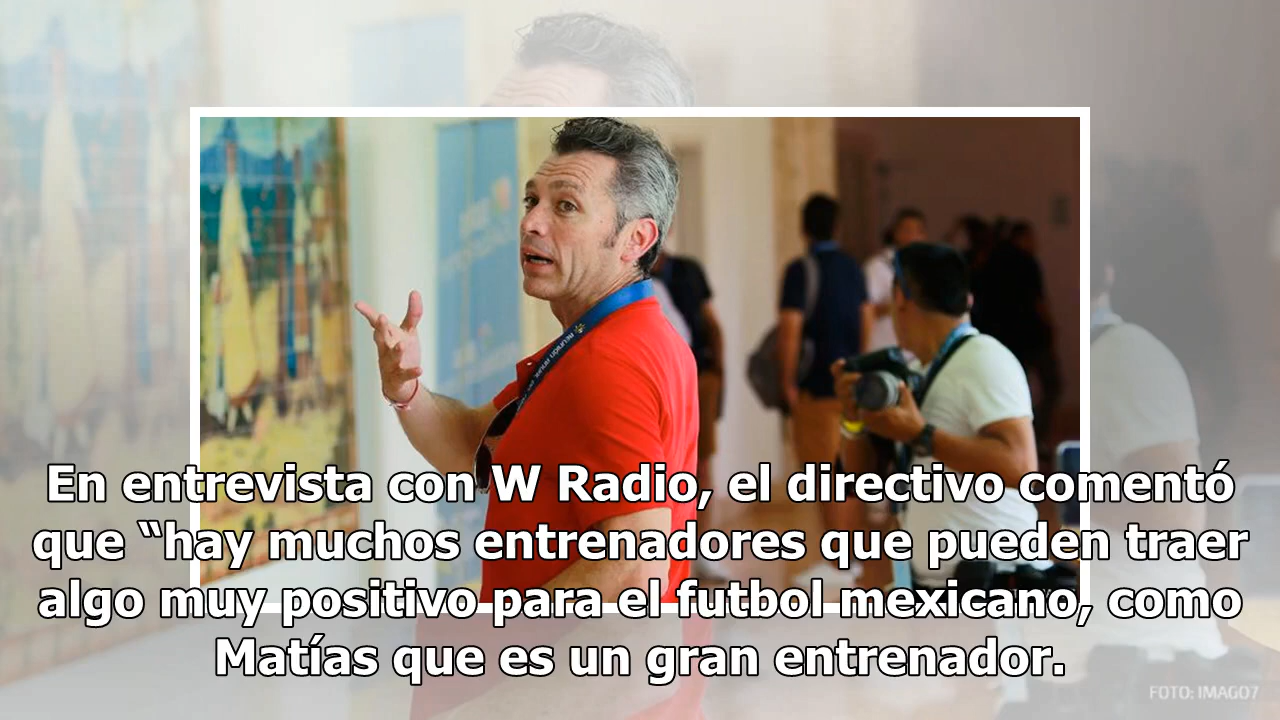 En entrevista con W Radio, el directivo comentó
que “hay muchos entrenadores que pueden traer
algo muy positivo para el futbol mexicano, como
Matías que es un gran entrenador.
FOTO: IMAGO7